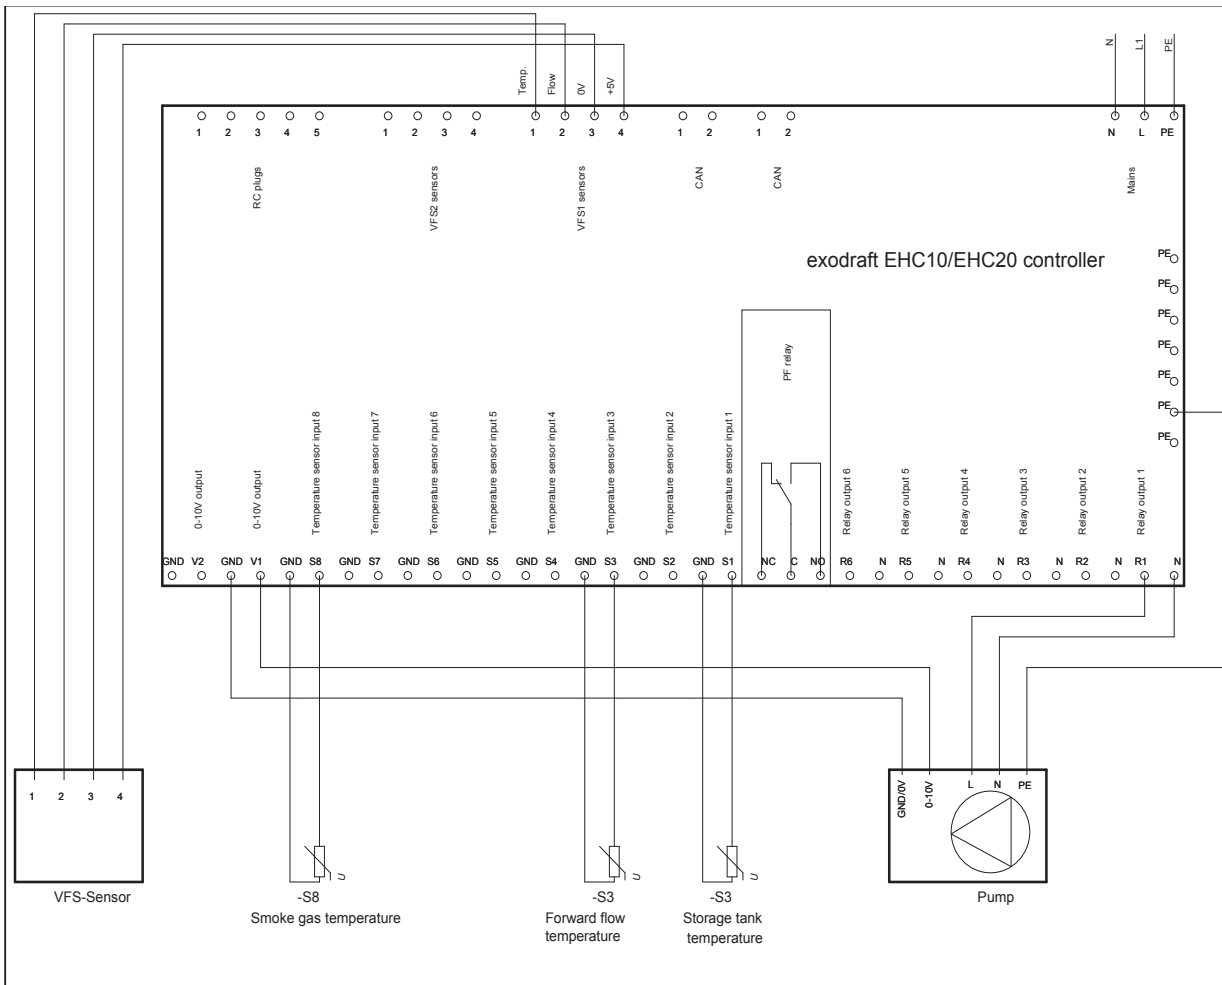 Temp.
Flow
0V
+5V
N
L1
PE
1 2 3 4 5
1 2 3 4
1 2 3 4
1 2
1 2
N L PE
RC plugs
VFS2 sensors
VFS1 sensors
CAN
CAN
Mains
exodraft EHC10/EHC20 controller
PE
PE
PE
PE
PE
PE
PE
PF relay
0-10V output
0-10V output
Temperature sensor input 8
Temperature sensor input 7
Temperature sensor input 6
Temperature sensor input 5
Temperature sensor input 4
Temperature sensor input 3
Temperature sensor input 2
Temperature sensor input 1
Relay output 6
Relay output 5
Relay output 4
Relay output 3
Relay output 2
Relay output 1
GND V2 GND V1 GND S8 GND S7 GND S6 GND S5 GND S4 GND S3 GND S2 GND S1 NC C NO R6 N R5 N R4 N R3 N R2 N R1 N
1 2 3 4
GND/0V
0-10V
L N PE
U
U
U
VFS-Sensor
-S8
Smoke gas temperature
-S3
Forward flow
temperature
-S3
Storage tank
temperature
Pump